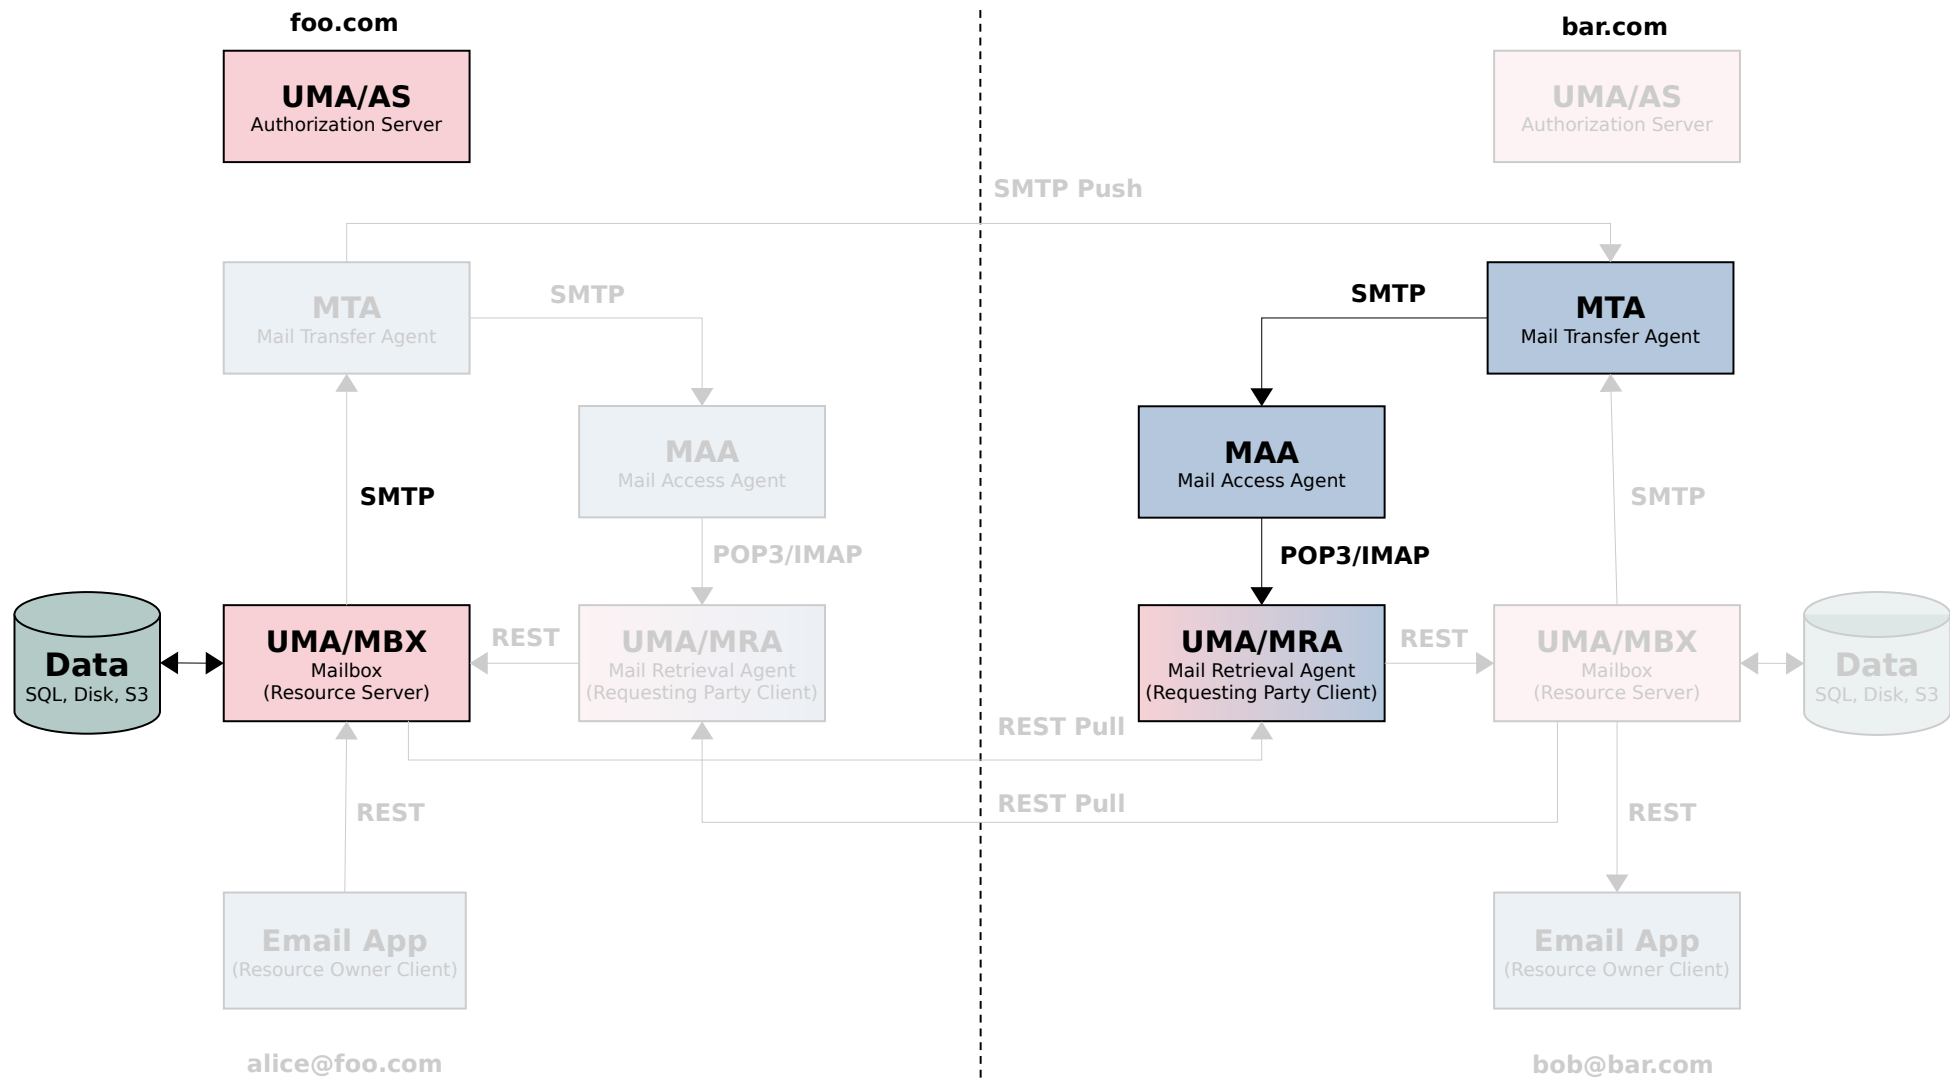 foo.com
bar.com
UMA/AS
Authorization Server
UMA/AS
Authorization Server
SMTP Push
MTA
Mail Transfer Agent
SMTP
SMTP
MTA
Mail Transfer Agent
MAA
Mail Access Agent
MAA
Mail Access Agent
SMTP
SMTP
POP3/IMAP
POP3/IMAP
Data
SQL, Disk, S3
UMA/MBX
Mailbox
(Resource Server)
REST
UMA/MRA
Mail Retrieval Agent
(Requesting Party Client)
UMA/MRA
Mail Retrieval Agent
(Requesting Party Client)
REST
UMA/MBX
Mailbox
(Resource Server)
Data
SQL, Disk, S3
REST Pull
REST Pull
REST
REST
Email App
(Resource Owner Client)
Email App
(Resource Owner Client)
alice@foo.com
bob@bar.com